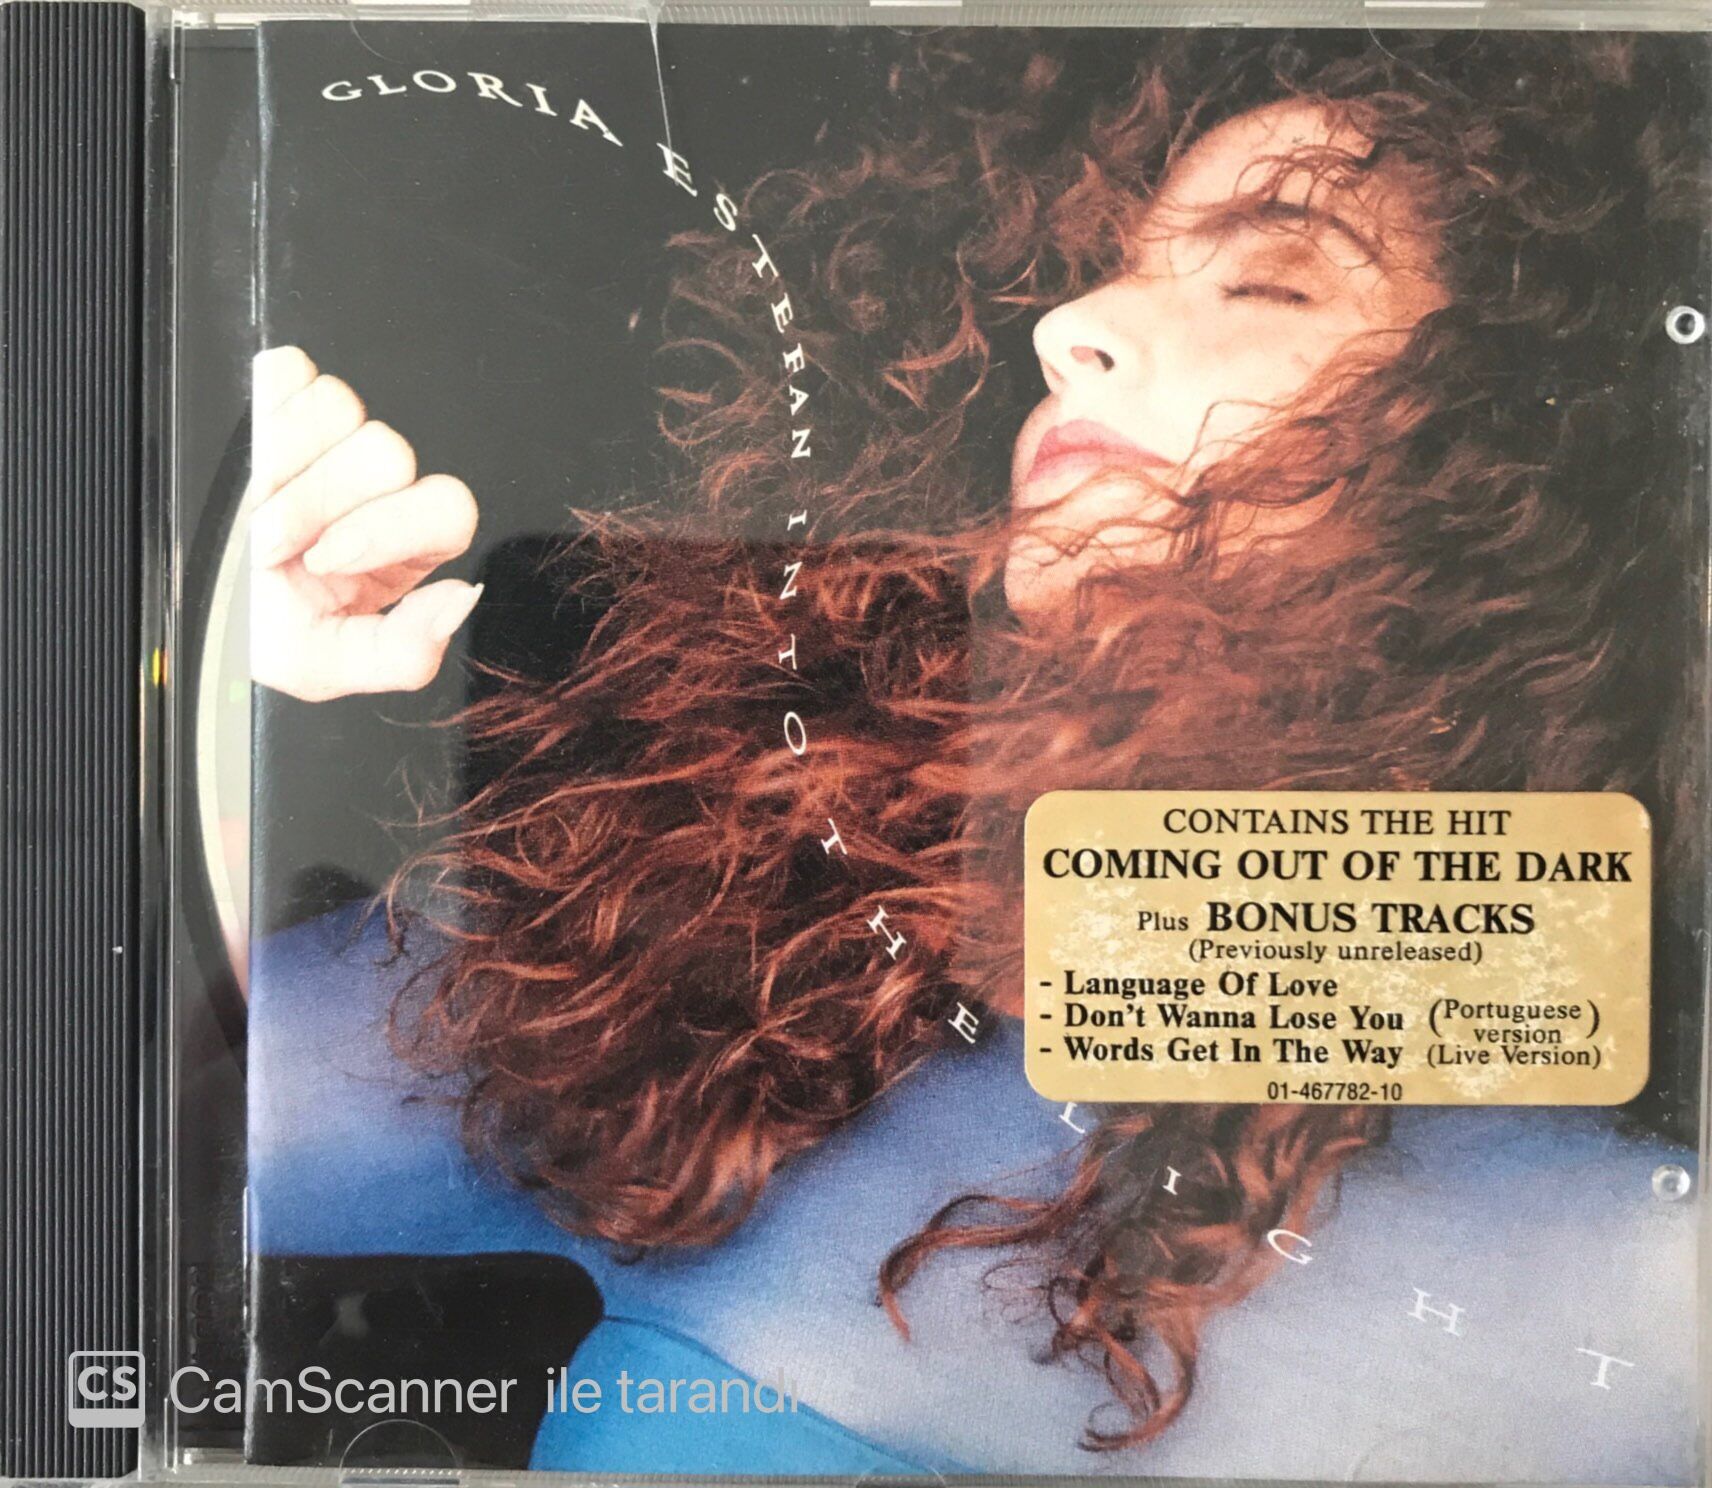 GLORIA ESTEFAN INTO THE LIGHT
CONTAINS THE HIT
COMING OUT OF THE DARK
Plus BONUS TRACKS
(Previously unreleased)
- Language Of Love
- Don't Wanna Lose You (Portuguese version)
- Words Get In The Way (Live Version)
01-467782-10
CS CamScanner ile tarandı